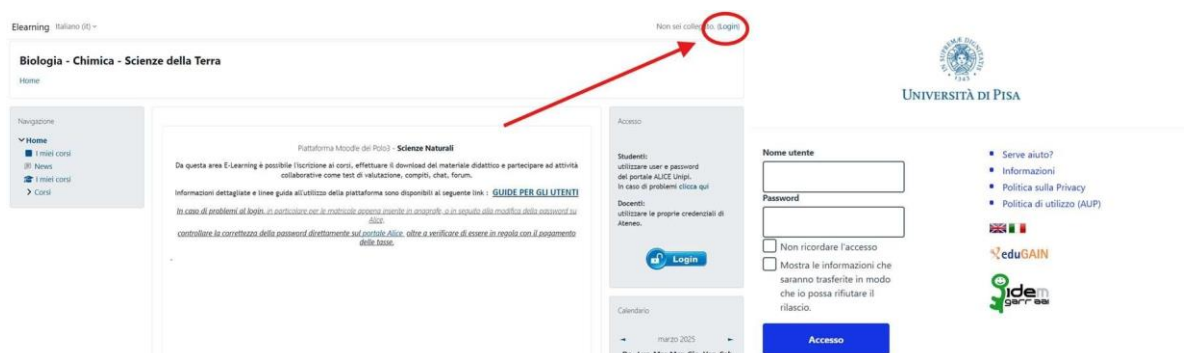 Elearning Italiano (it)
Non sei collegato. (Login)
Biologia - Chimica - Scienze della Terra
Home
Navigazione
Home
I miei corsi
News
I miei corsi
Corsi
Piattaforma Moodle del Polo3 - Scienze Naturali
Da questa area E-Learning è possibile l'iscrizione ai corsi, effettuare il download del materiale didattico e partecipare ad attività
collaborative come test di valutazione, compiti, chat, forum.
Informazioni dettagliate e linee guida all'utilizzo della piattaforma sono disponibili al seguente link : GUIDE PER GLI UTENTI
In caso di problemi al login, in particolare per le matricole appena inserite in anagrafe, o in seguito alla modifica della password su
Alice,
controllare la correttezza della password direttamente sul portale Alice, oltre a verificare di essere in regola con il pagamento
delle tasse.
Accesso
Studenti:
utilizzare user e password
del portale ALICE Unipi.
In caso di problemi clicca qui
Docenti:
utilizzare le proprie credenziali di
Ateneo.
Login
Calendario
marzo 2025
IN SUPREMÆ DIGNITATIS
1343
UNIVERSITÀ DI PISA
Nome utente
Password
Non ricordare l'accesso
Mostra le informazioni che
saranno trasferite in modo
che io possa rifiutare il
rilascio.
Accesso
Serve aiuto?
Informazioni
Politica sulla Privacy
Politica di utilizzo (AUP)
eduGAIN
idem
garr aai